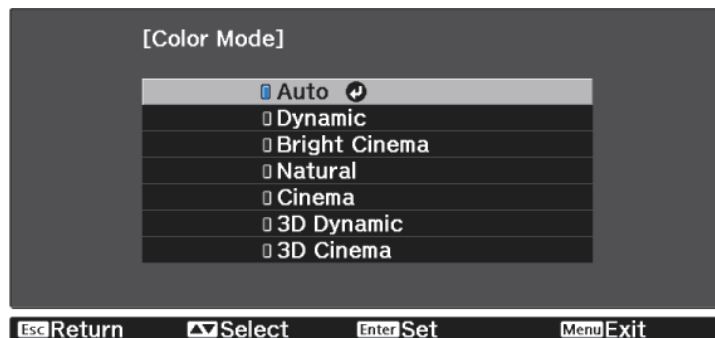 [Color Mode]
Auto
Dynamic
Bright Cinema
Natural
Cinema
3D Dynamic
3D Cinema
Esc Return Select Enter Set Menu Exit